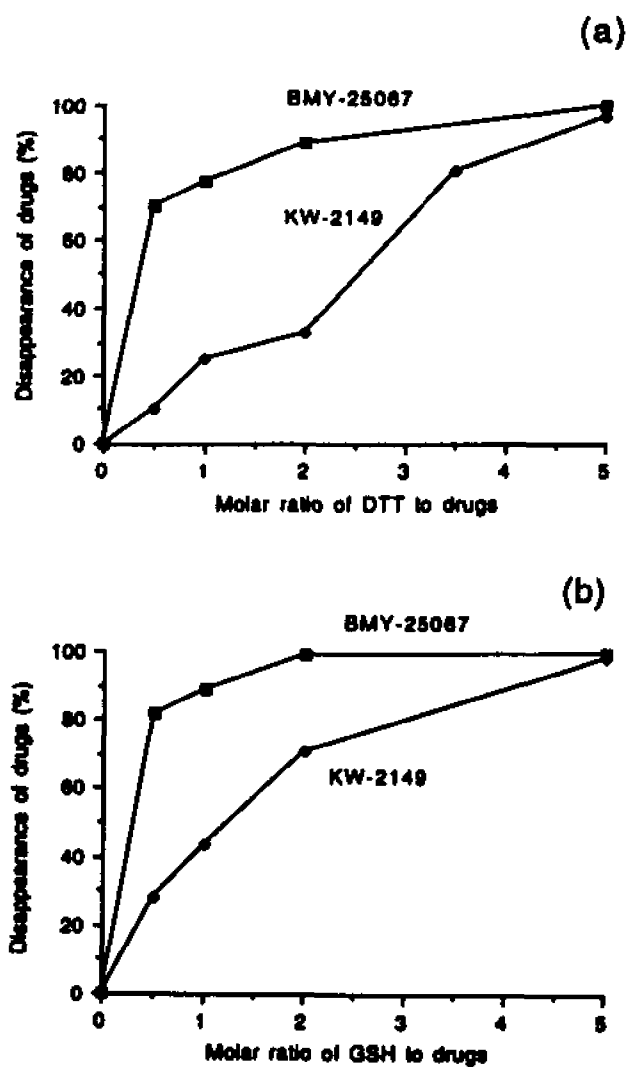 (a)
BMY-25067
100
80
60
40
20
0
KW-2149
Disappearance of drugs (%)
0 1 2 3 4 5
Molar ratio of DTT to drugs
(b)
BMY-25067
100
80
60
40
20
0
KW-2149
Disappearance of drugs (%)
0 1 2 3 4 5
Molar ratio of GSH to drugs